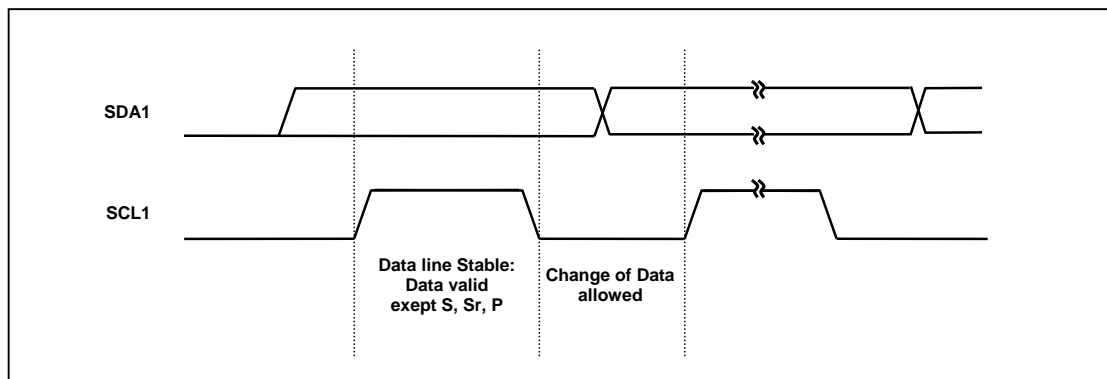 SDA1
SCL1
Data line Stable:
Data valid
exept S, Sr, P
Change of Data
allowed